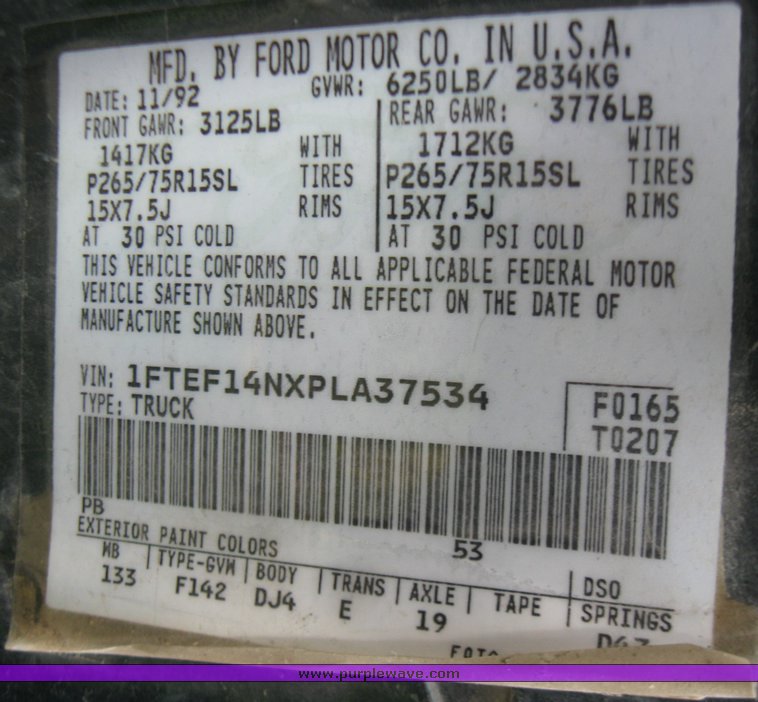 MFD. BY FORD MOTOR CO. IN U.S.A.
DATE: 11/92 GVWR: 6250LB/ 2834KG
FRONT GAWR: 3125LB REAR GAWR: 3776LB
1417KG WITH 1712KG WITH
P265/75R15SL TIRES P265/75R15SL TIRES
15X7.5J RIMS 15X7.5J RIMS
AT 30 PSI COLD AT 30 PSI COLD
THIS VEHICLE CONFORMS TO ALL APPLICABLE FEDERAL MOTOR
VEHICLE SAFETY STANDARDS IN EFFECT ON THE DATE OF
MANUFACTURE SHOWN ABOVE.
VIN: 1FTEF14NXPLA37534 F0165
TYPE: TRUCK T0207
PB 53
EXTERIOR PAINT COLORS DSO
WB TYPE-GVW BODY TRANS AXLE TAPE SPRINGS
133 F142 DJ4 E 19
www.purplewave.com